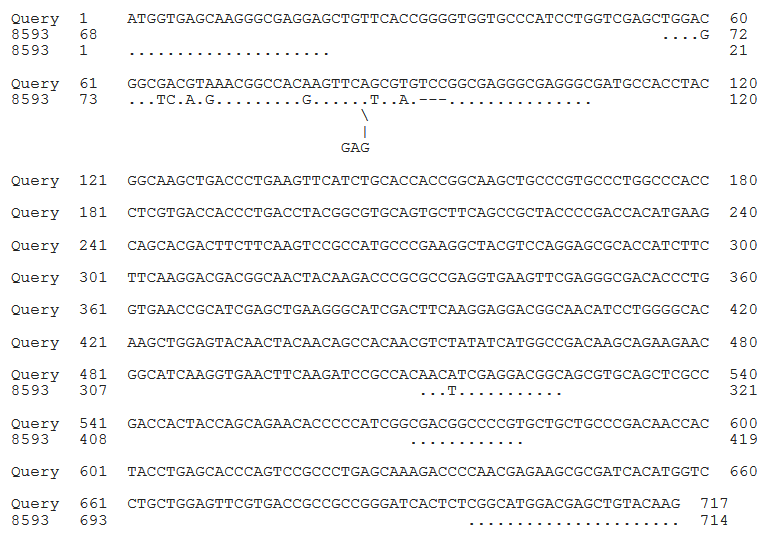 Query 1 ATGGTGAGCAAGGGCGAGGAGCTGTTCACCGGGGTGGTGCCCATCCTGGTCGAGCTGGAC 60
8593 68 ....G 72
8593 1 ..................... 21
Query 61 GGCGACGTAAACGGCCACAAGTTCAGCGTGTCCGGCGAGGGCGAGGGCGATGCCACCTAC 120
8593 73 ...TC.A.G.........G......T..A.---............... 120
\
|
GAG
Query 121 GGCAAGCTGACCCTGAAGTTCATCTGCACCACCGGCAAGCTGCCCGTGCCCTGGCCCACC 180
Query 181 CTCGTGACCACCCTGACCTACGGCGTGCAGTGCTTCAGCCGCTACCCCGACCACATGAAG 240
Query 241 CAGCACGACTTCTTCAAGTCCGCCATGCCCGAAGGCTACGTCCAGGAGCGCACCATCTTC 300
Query 301 TTCAAGGACGACGGCAACTACAAGACCCGCGCCGAGGTGAAGTTCGAGGGCGACACCCTG 360
Query 361 GTGAACCGCATCGAGCTGAAGGGCATCGACTTCAAGGAGGACGGCAACATCCTGGGGCAC 420
Query 421 AAGCTGGAGTACAACTACAACAGCCACAACGTCTATATCATGGCCGACAAGCAGAAGAAC 480
Query 481 GGCATCAAGGTGAACTTCAAGATCCGCCACAACATCGAGGACGGCAGCGTGCAGCTCGCC 540
8593 307 ...T........... 321
Query 541 GACCACTACCAGCAGAACACCCCCATCGGCGACGGCCCCGTGCTGCTGCCCGACAACCAC 600
8593 408 ............ 419
Query 601 TACCTGAGCACCCAGTCCGCCCTGAGCAAAGACCCCAACGAGAAGCGCGATCACATGGTC 660
Query 661 CTGCTGGAGTTCGTGACCGCCGCCGGGATCACTCTCGGCATGGACGAGCTGTACAAG 717
8593 693 ...................... 714